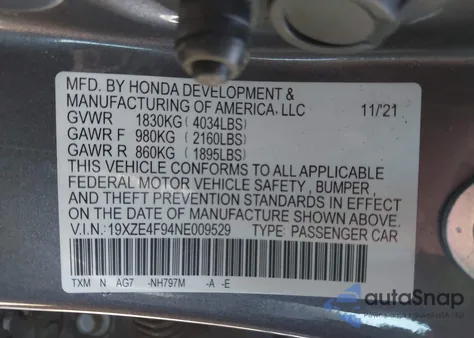 MFD. BY HONDA DEVELOPMENT &
MANUFACTURING OF AMERICA, LLC 11/'21
GVWR 1830KG(4034LBS)
GAWR F 980KG(2160LBS)
GAWR R 860KG(1895LBS)
THIS VEHICLE CONFORMS TO ALL APPLICABLE
FEDERAL MOTOR VEHICLE SAFETY, BUMPER,
AND THEFT PREVENTION STANDARDS IN EFFECT
ON THE DATE OF MANUFACTURE SHOWN ABOVE.
V.I.N.:19XZE4F94NE009529 TYPE: PASSENGER CAR
TXM N AG7 -NH797M -A -E
autoSnap